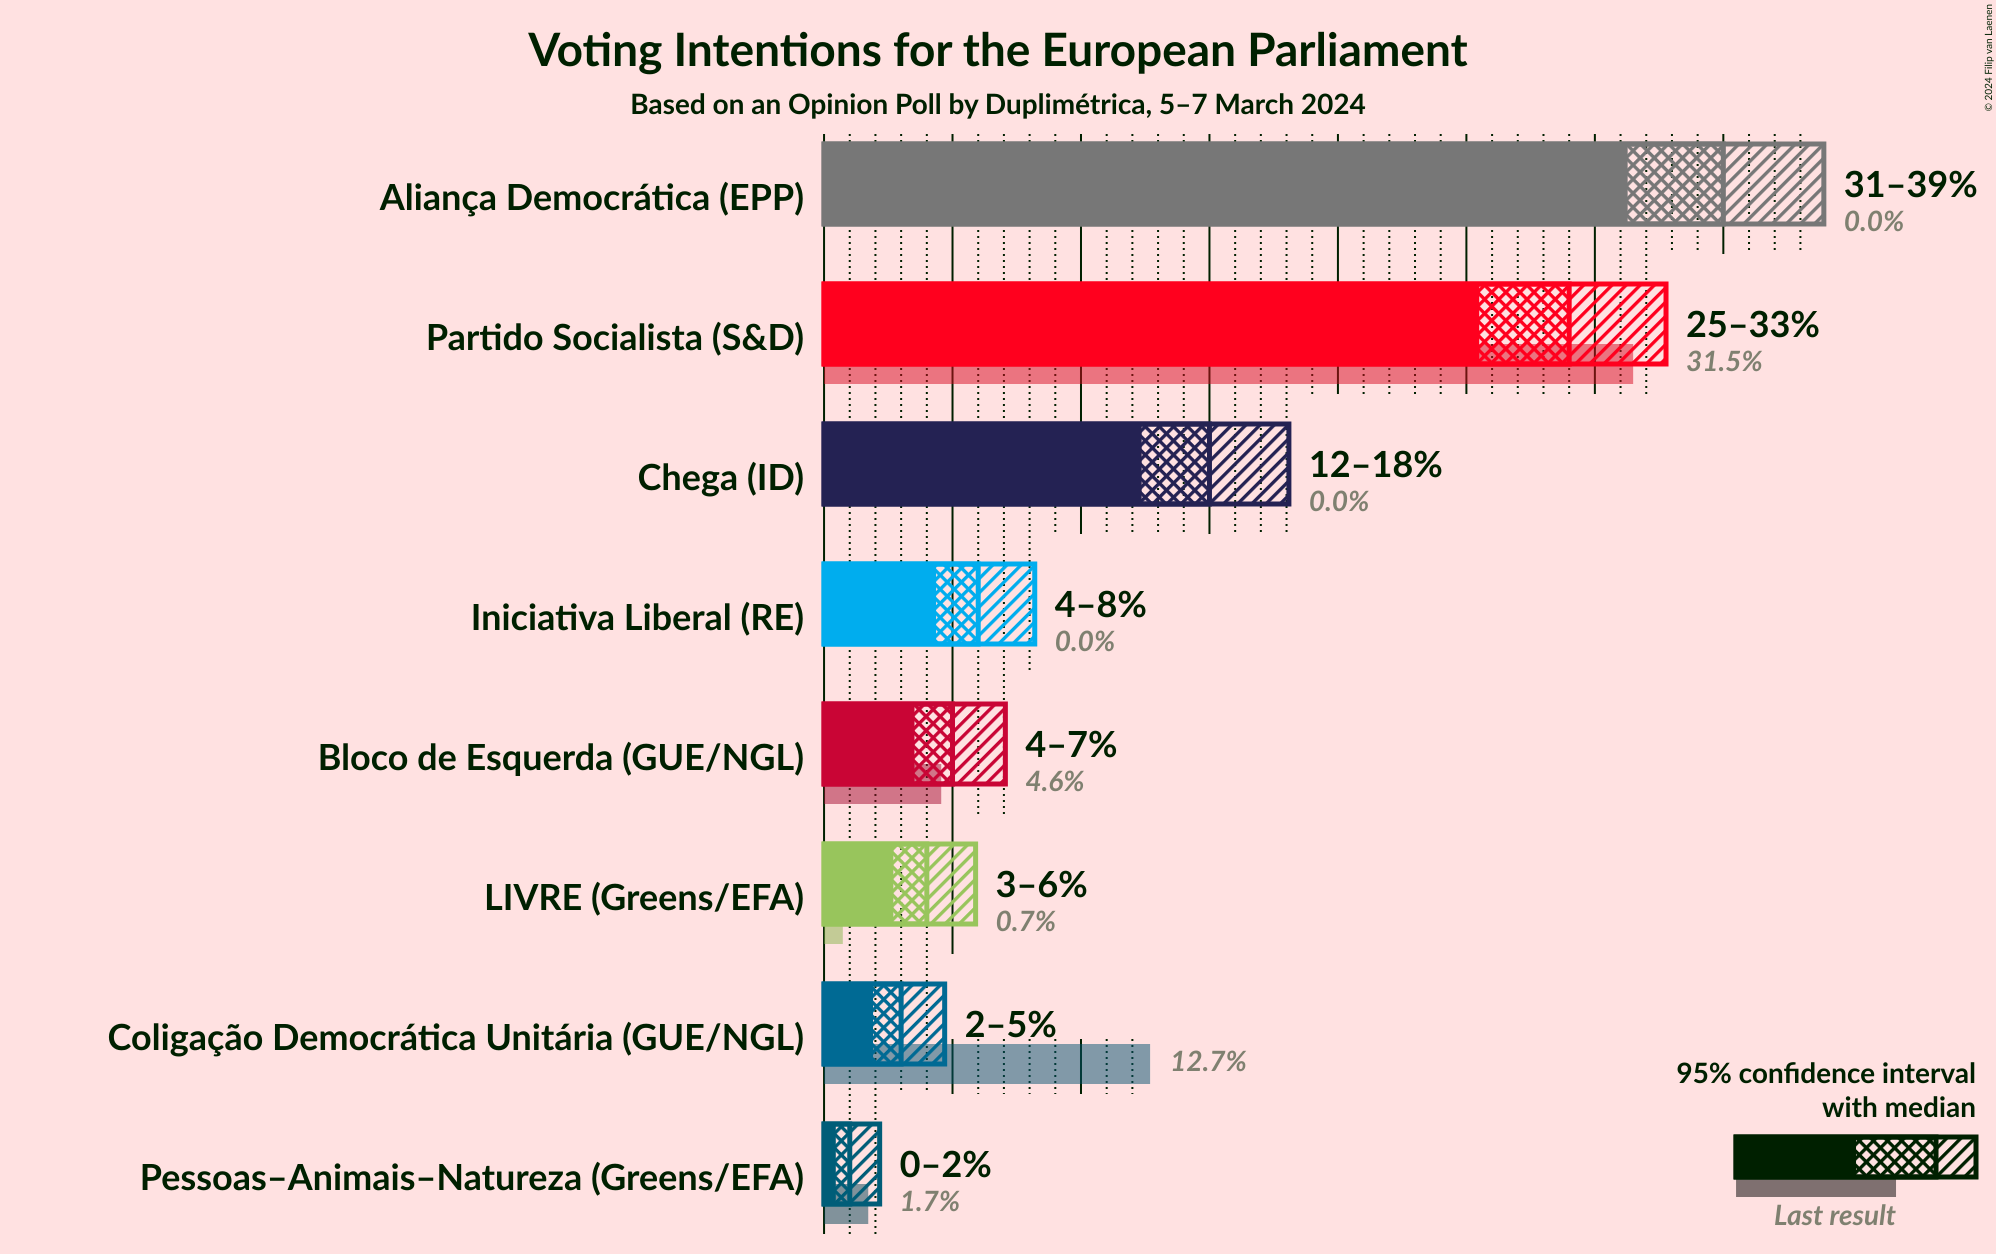 Voting Intentions for the European Parliament
Based on an Opinion Poll by Duplimétrica, 5–7 March 2024
© 2024 Filip van Laenen
Aliança Democrática (EPP)
31–39%
0.0%
Partido Socialista (S&D)
25–33%
31.5%
Chega (ID)
12–18%
0.0%
Iniciativa Liberal (RE)
4–8%
0.0%
Bloco de Esquerda (GUE/NGL)
4–7%
4.6%
LIVRE (Greens/EFA)
3–6%
0.7%
Coligação Democrática Unitária (GUE/NGL)
2–5%
12.7%
Pessoas–Animais–Natureza (Greens/EFA)
0–2%
1.7%
95% confidence interval
with median
Last result